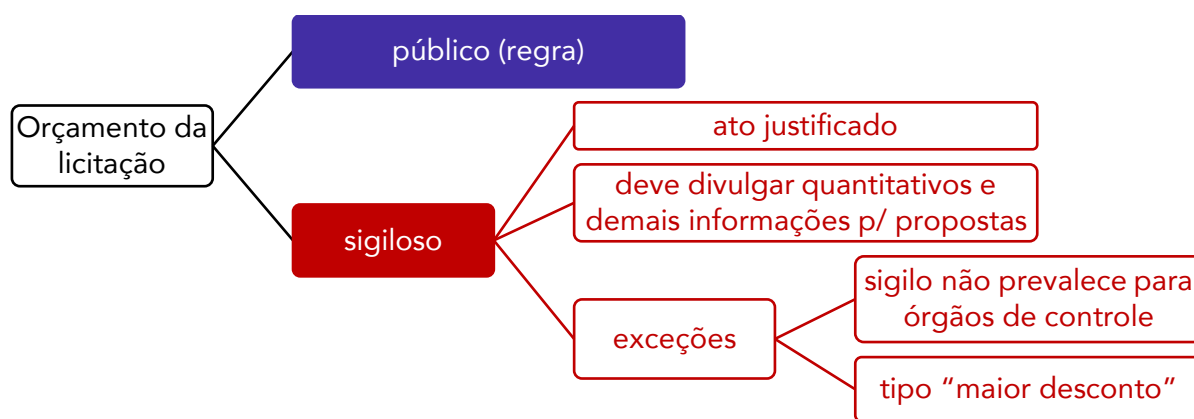 público (regra)
Orçamento da
licitação
ato justificado
deve divulgar quantitativos e
demais informações p/ propostas
sigiloso
sigilo não prevalece para
órgãos de controle
exceções
tipo “maior desconto”